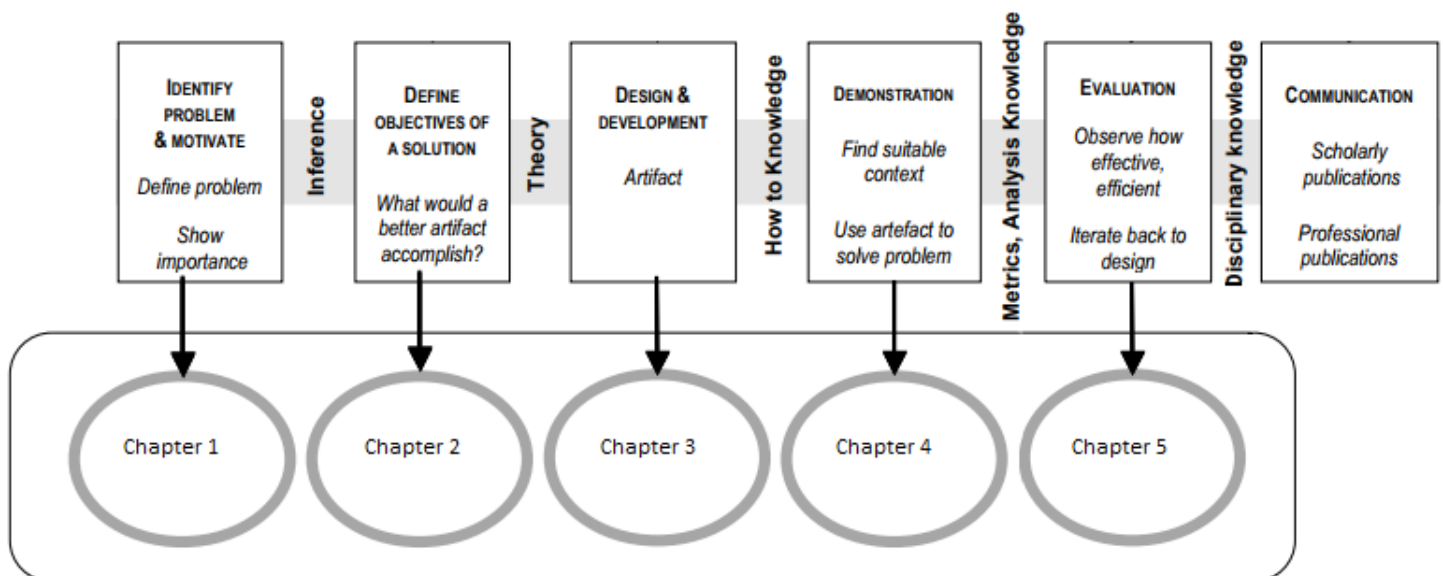 IDENTIFY
PROBLEM
& MOTIVATE
Define problem
Show
importance
Inference
DEFINE
OBJECTIVES OF
A SOLUTION
What would a
better artifact
accomplish?
Theory
DESIGN &
DEVELOPMENT
Artifact
How to Knowledge
DEMONSTRATION
Find suitable
context
Use artefact to
solve problem
Metrics, Analysis Knowledge
EVALUATION
Observe how
effective,
efficient
Iterate back to
design
Disciplinary knowledge
COMMUNICATION
Scholarly
publications
Professional
publications
Chapter 1
Chapter 2
Chapter 3
Chapter 4
Chapter 5